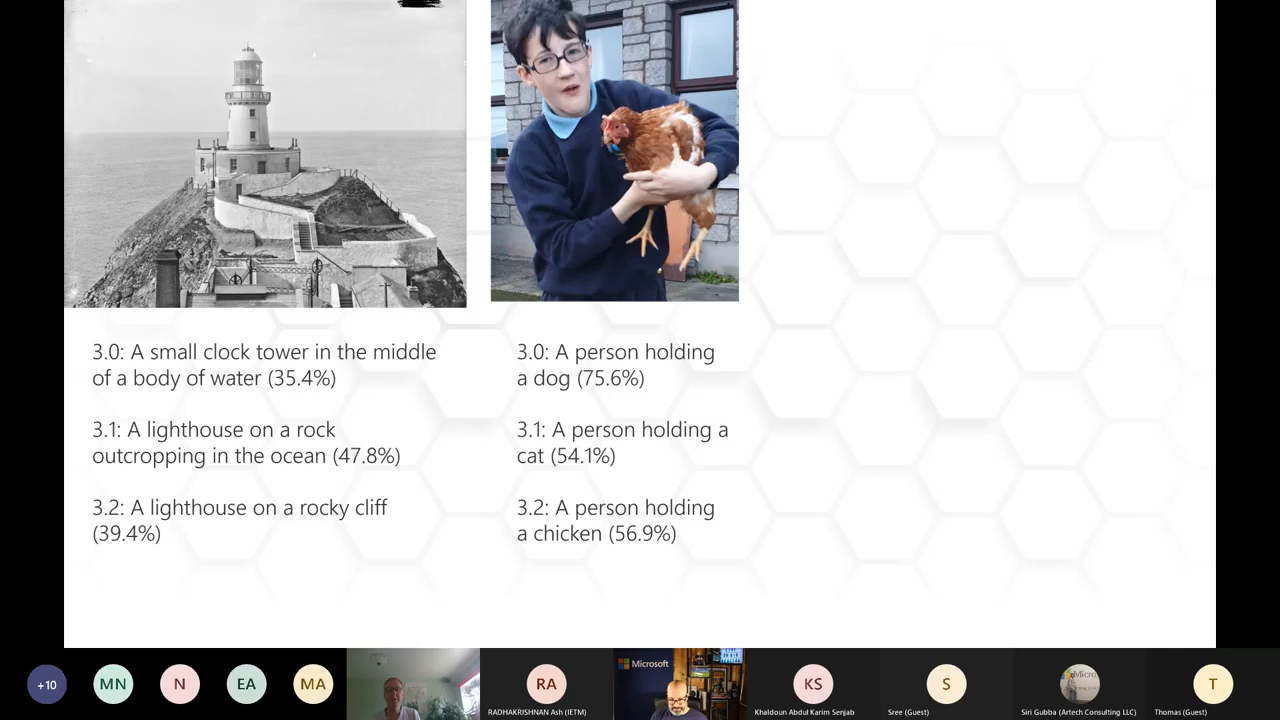 3.0: A small clock tower in the middle
of a body of water (35.4%)
3.1: A lighthouse on a rock
outcropping in the ocean (47.8%)
3.2: A lighthouse on a rocky cliff
(39.4%)
3.0: A person holding
a dog (75.6%)
3.1: A person holding a
cat (54.1%)
3.2: A person holding
a chicken (56.9%)
+10
MN
N
EA
MA
RA
RADHAKRISHNAN Ash (IETM)
Microsoft
KS
Khaldoun Abdul Karim Senjab
S
Sree (Guest)
Siri Gubba (Artech Consulting LLC)
T
Thomas (Guest)